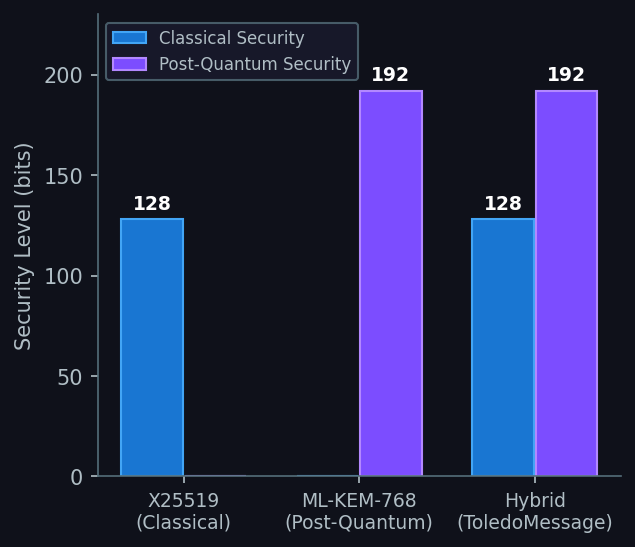 Classical Security
Post-Quantum Security
Security Level (bits)
200
150
100
50
0
128
192
128
192
X25519
(Classical)
ML-KEM-768
(Post-Quantum)
Hybrid
(ToledoMessage)